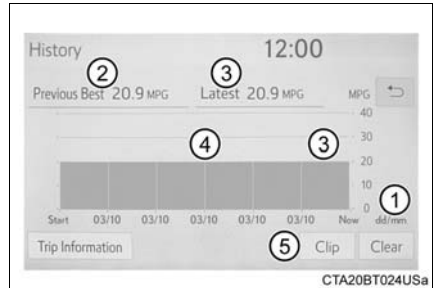 History 12:00
2 3
Previous Best 20.9 MPG Latest 20.9 MPG MPG
40
4 3 30
20
10
1
0
Start 03/10 03/10 03/10 03/10 03/10 Now dd/mm
Trip Information 5 Clip Clear
CTA20BT024USa